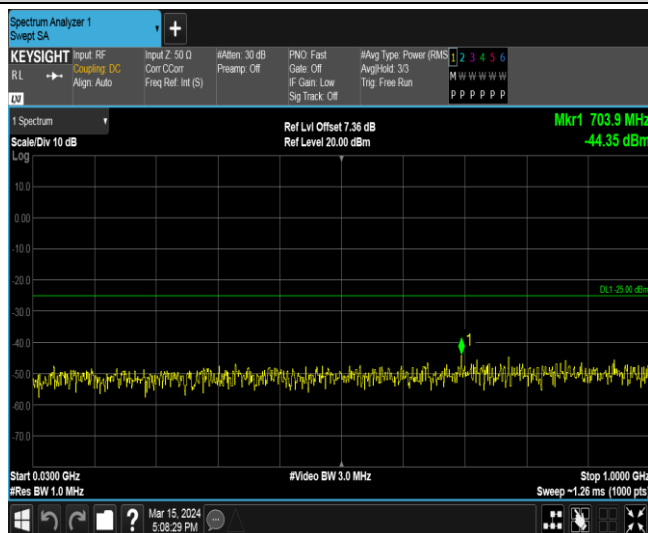 Spectrum Analyzer 1
Swept SA
+
KEYSIGHT
RL
LXI
Input: RF
Coupling: DC
Align: Auto
Input Z: 50 Ω
Corr CCorr
Freq Ref: Int (S)
#Atten: 30 dB
Preamp: Off
PNO: Fast
Gate: Off
IF Gain: Low
Sig Track: Off
#Avg Type: Power (RMS
Avg|Hold: 3/3
Trig: Free Run
1 2 3 4 5 6
M W W W W W
P P P P P P
1 Spectrum
Scale/Div 10 dB
Log
Ref Lvl Offset 7.36 dB
Ref Level 20.00 dBm
Mkr1 703.9 MHz
-44.35 dBm
10.0
0.00
-10.0
-20.0
DL1 -25.00 dBm
-30.0
-40.0
1
-50.0
-60.0
-70.0
Start 0.0300 GHz
#Res BW 1.0 MHz
#Video BW 3.0 MHz
Stop 1.0000 GHz
Sweep ~1.26 ms (1000 pts)
?
Mar 15, 2024
5:08:29 PM